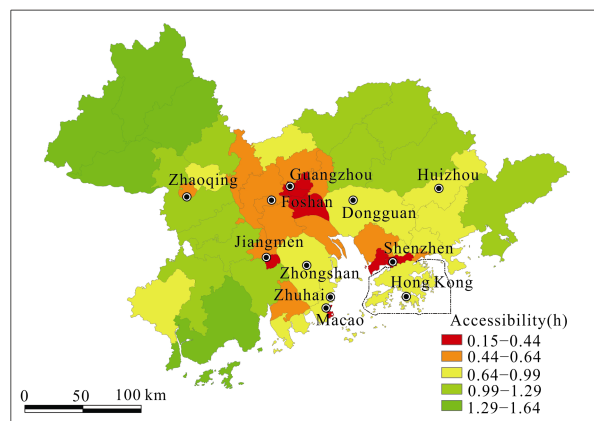 Guangzhou
Zhaoqing
Huizhou
Foshan
Dongguan
Jiangmen
Shenzhen
Zhongshan
Hong Kong
Zhuhai
Macao
Accessibility(h)
0.15−0.44
0.44−0.64
0.64−0.99
0.99−1.29
1.29−1.64
0 50 100 km